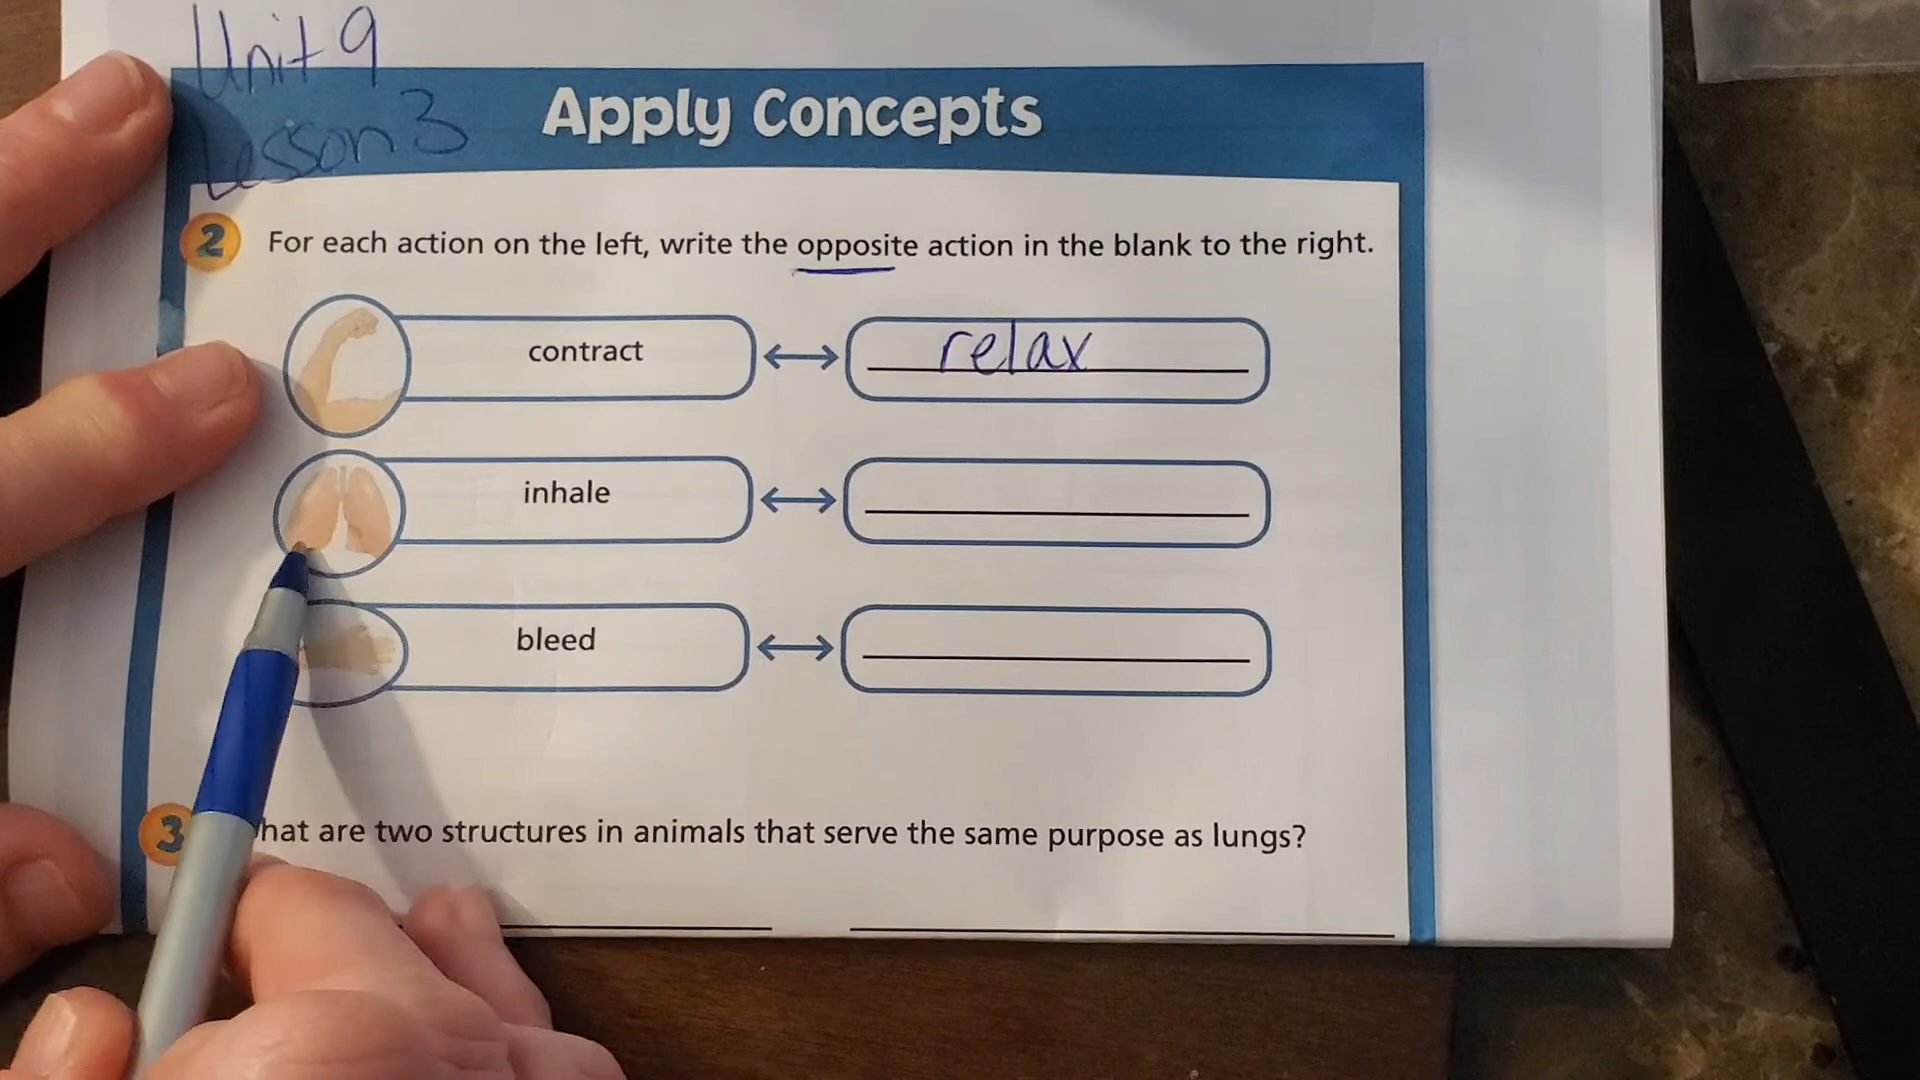 Unit 9
Lesson 3
Apply Concepts
2 For each action on the left, write the opposite action in the blank to the right.
contract relax
inhale
bleed
3 hat are two structures in animals that serve the same purpose as lungs?